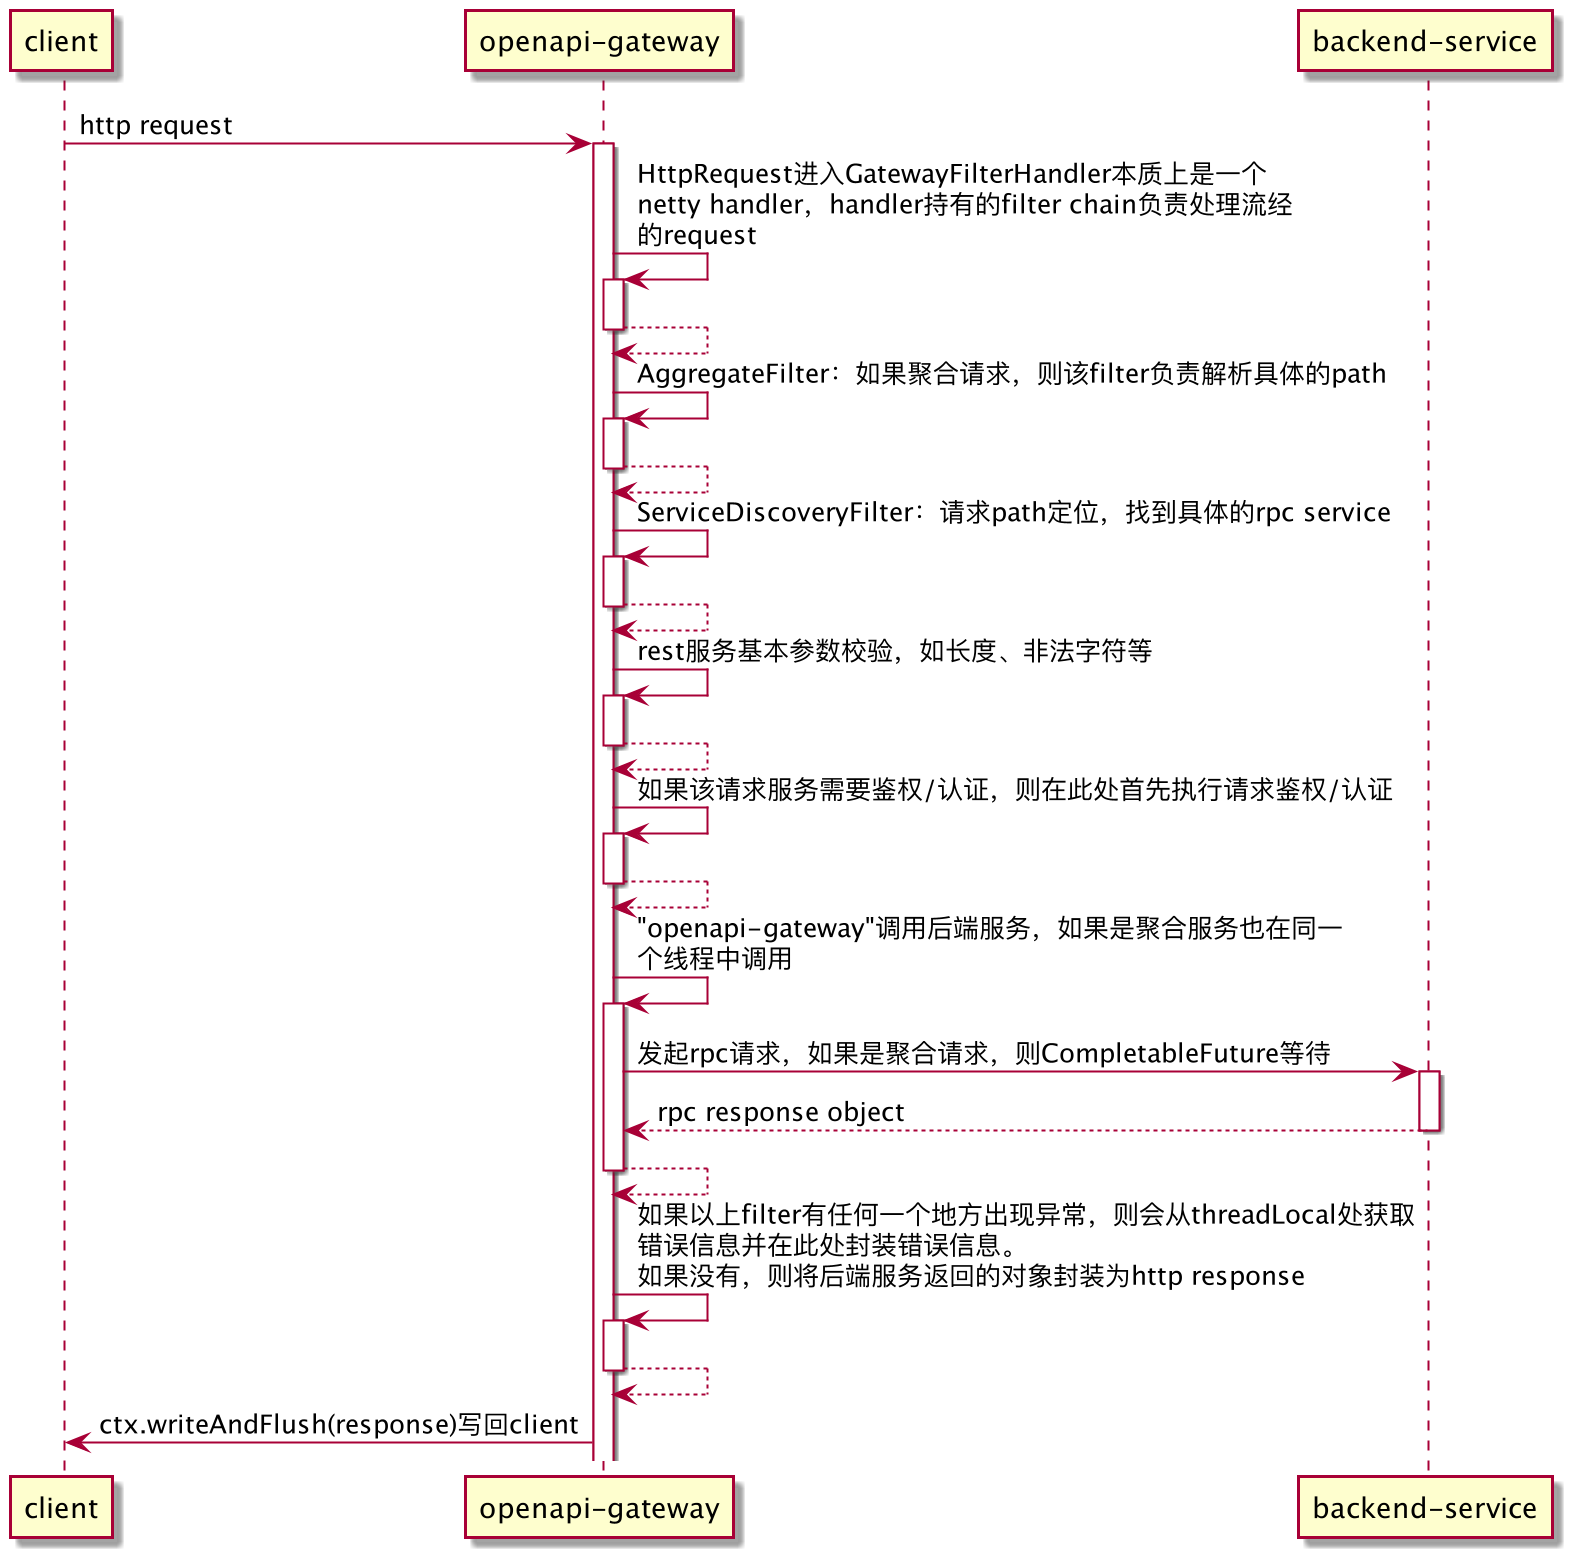 client
openapi-gateway
backend-service
http request
HttpRequest进入GatewayFilterHandler本质上是一个
netty handler，handler持有的filter chain负责处理流经
的request
AggregateFilter：如果聚合请求，则该filter负责解析具体的path
ServiceDiscoveryFilter：请求path定位，找到具体的rpc service
rest服务基本参数校验，如长度、非法字符等
如果该请求服务需要鉴权/认证，则在此处首先执行请求鉴权/认证
"openapi-gateway"调用后端服务，如果是聚合服务也在同一
个线程中调用
发起rpc请求，如果是聚合请求，则CompletableFuture等待
rpc response object
如果以上filter有任何一个地方出现异常，则会从threadLocal处获取
错误信息并在此处封装错误信息。
如果没有，则将后端服务返回的对象封装为http response
ctx.writeAndFlush(response)写回client
client
openapi-gateway
backend-service